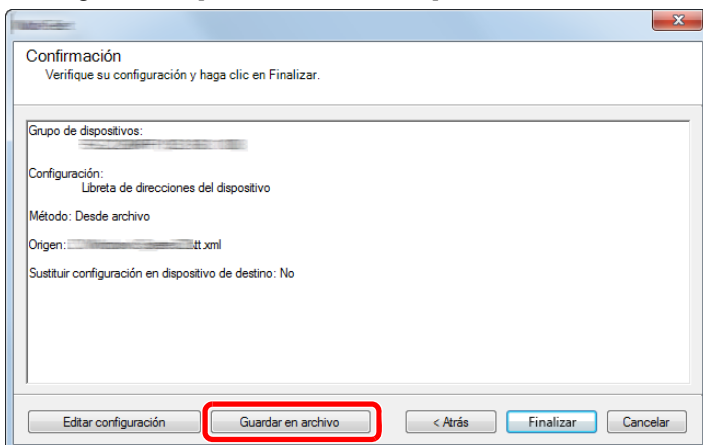 Confirmación
Verifique su configuración y haga clic en Finalizar.
Grupo de dispositivos:
Configuración:
Libreta de direcciones del dispositivo
Método: Desde archivo
Origen: tt.xml
Sustituir configuración en dispositivo de destino: No
Editar configuración
Guardar en archivo
< Atrás
Finalizar
Cancelar